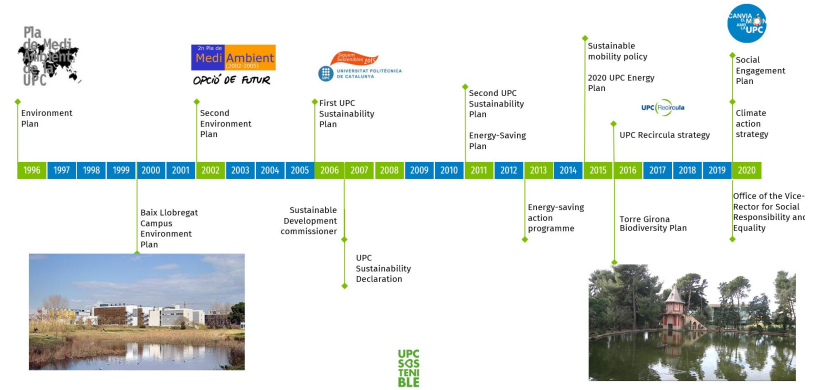 Pla
de Medi
Ambient
de la
UPC
2n Pla de
Medi Ambient
(2002-2005)
OPCIÓ DE FUTUR
UPC
UNIVERSITAT POLITÈCNICA
DE CATALUNYA
CANVIA EL MÓN
AMB LA
UPC
Environment
Plan
Second
Environment
Plan
First UPC
Sustainability
Plan
Second UPC
Sustainability
Plan
Energy-Saving
Plan
Sustainable
mobility policy
2020 UPC Energy
Plan
UPC Recircula
UPC Recircula strategy
Social
Engagement
Plan
Climate
action
strategy
1996 1997 1998 1999 2000 2001 2002 2003 2004 2005 2006 2007 2008 2009 2010 2011 2012 2013 2014 2015 2016 2017 2018 2019 2020
Baix Llobregat
Campus
Environment
Plan
Sustainable
Development
commissioner
UPC
Sustainability
Declaration
Energy-saving
action
programme
Torre Girona
Biodiversity Plan
Office of the Vice-
Rector for Social
Responsibility and
Equality
UPC
SOS
TENI
BLE